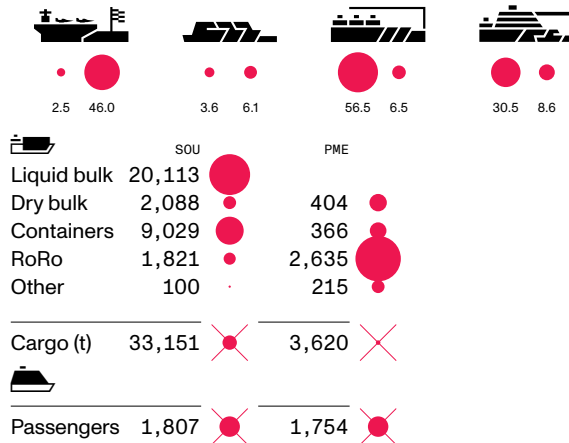 2.5 46.0 3.6 6.1 56.5 6.5 30.5 8.6
SOU PME
Liquid bulk 20,113
Dry bulk 2,088 404
Containers 9,029 366
RoRo 1,821 2,635
Other 100 215
Cargo (t) 33,151 3,620
Passengers 1,807 1,754